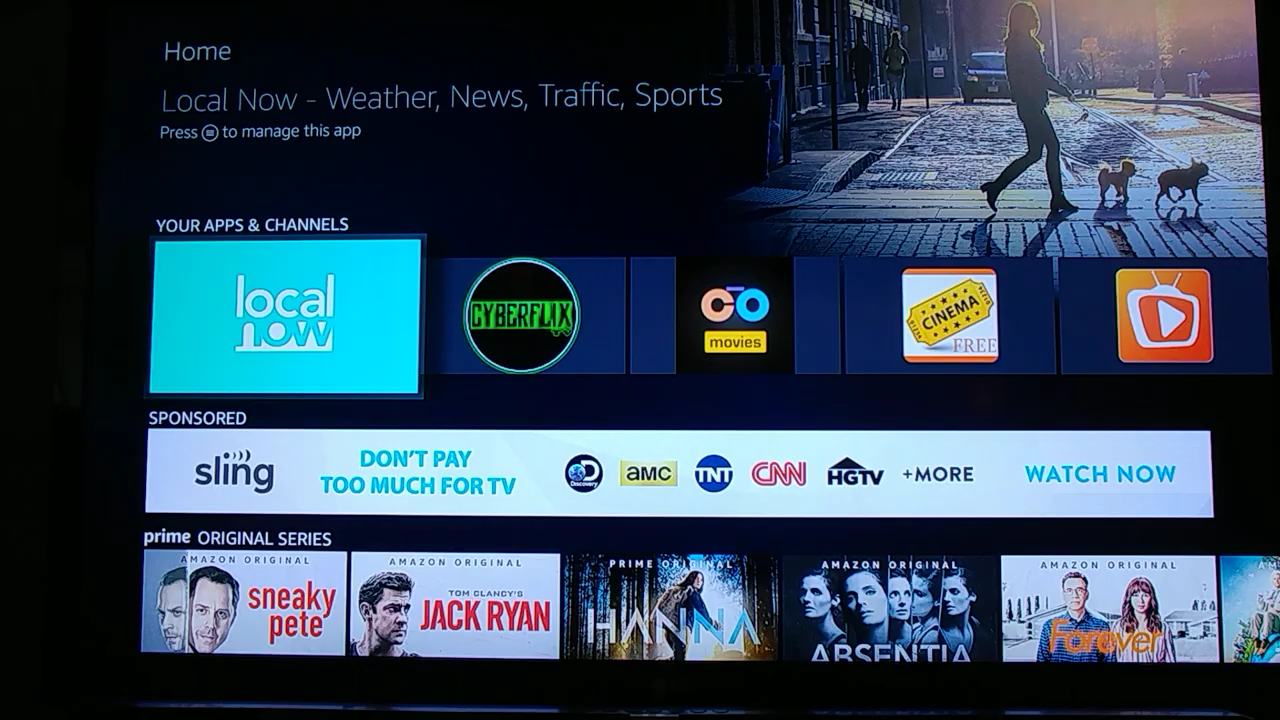 Home
Local Now - Weather, News, Traffic, Sports
Press to manage this app
YOUR APPS & CHANNELS
local
now
CYBERFLIX
CŌ
movies
CINEMA
FREE
SPONSORED
sling
DON'T PAY
TOO MUCH FOR TV
Discovery
amc
TNT
CNN
HGTV
+MORE
WATCH NOW
prime ORIGINAL SERIES
AMAZON ORIGINAL
sneaky
pete
AMAZON ORIGINAL
TOM CLANCY'S
JACK RYAN
PRIME ORIGINAL
HANNA
AMAZON ORIGINAL
ABSENTIA
AMAZON ORIGINAL
Forever